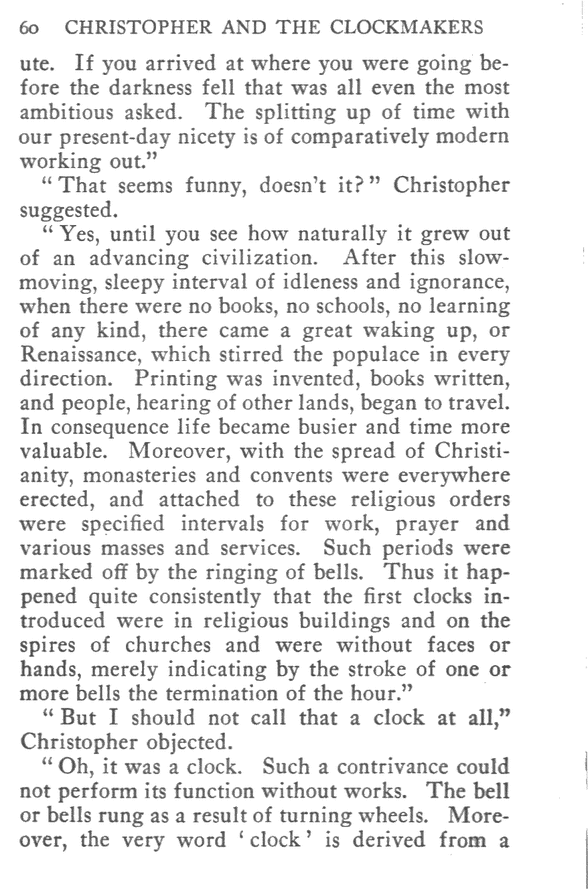 60 CHRISTOPHER AND THE CLOCKMAKERS
ute. If you arrived at where you were going be-
fore the darkness fell that was all even the most
ambitious asked. The splitting up of time with
our present-day nicety is of comparatively modern
working out.”
“ That seems funny, doesn’t it? ” Christopher
suggested.
“ Yes, until you see how naturally it grew out
of an advancing civilization. After this slow-
moving, sleepy interval of idleness and ignorance,
when there were no books, no schools, no learning
of any kind, there came a great waking up, or
Renaissance, which stirred the populace in every
direction. Printing was invented, books written,
and people, hearing of other lands, began to travel.
In consequence life became busier and time more
valuable. Moreover, with the spread of Christi-
anity, monasteries and convents were everywhere
erected, and attached to these religious orders
were specified intervals for work, prayer and
various masses and services. Such periods were
marked off by the ringing of bells. Thus it hap-
pened quite consistently that the first clocks in-
troduced were in religious buildings and on the
spires of churches and were without faces or
hands, merely indicating by the stroke of one or
more bells the termination of the hour.”
“ But I should not call that a clock at all,”
Christopher objected.
“ Oh, it was a clock. Such a contrivance could
not perform its function without works. The bell
or bells rung as a result of turning wheels. More-
over, the very word ‘ clock ’ is derived from a